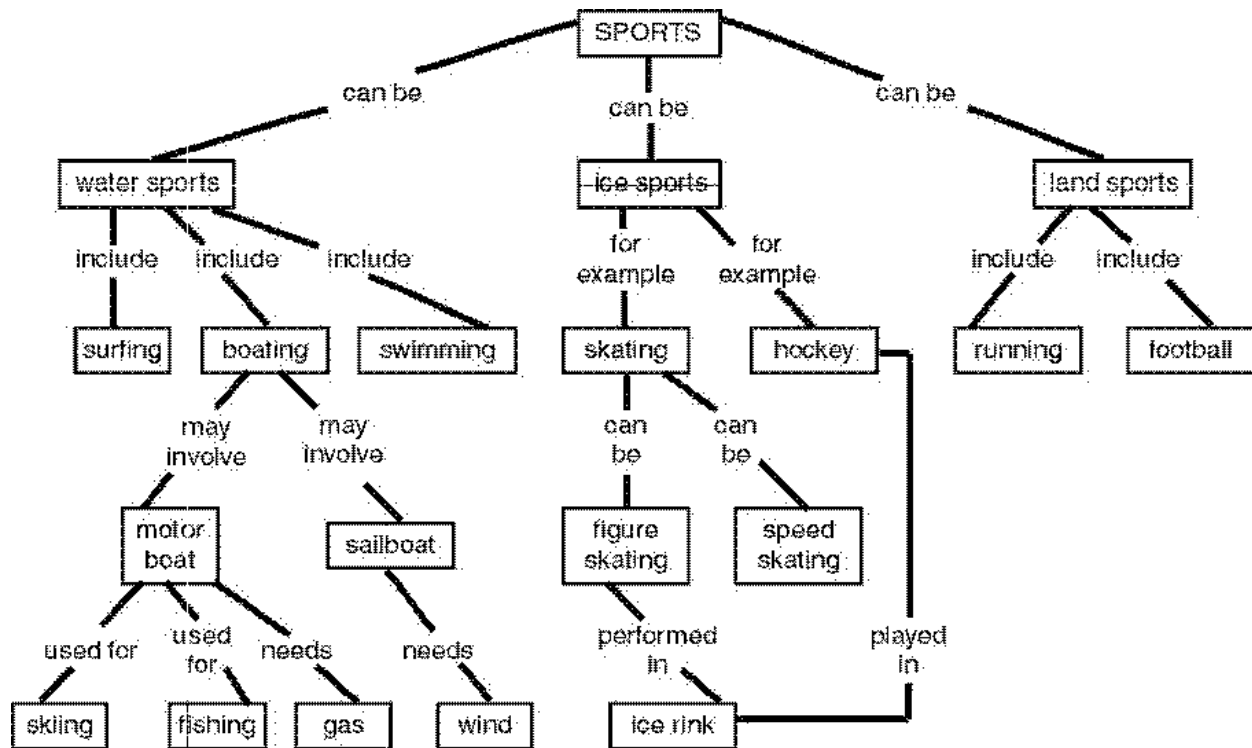 SPORTS
can be
can be
can be
water sports
ice sports
land sports
include
include
include
for
example
for
example
include
include
surfing
boating
swimming
skating
hockey
running
football
may
involve
may
involve
can
be
can
be
motor
boat
sailboat
figure
skating
speed
skating
used for
used
for
needs
needs
performed
in
played
in
skiing
fishing
gas
wind
ice rink